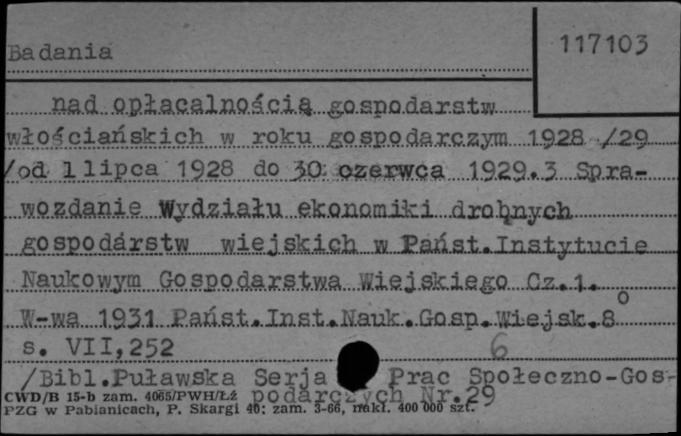 Badania
117103
nad opłacalnością gospodarstw
włościańskich w roku gospodarczym 1928 /29
/od 1 lipca 1928 do 30 czerwca 1929.3 Spra-
wozdanie Wydziału ekonomiki drobnych
gospodarstw wiejskich w Państ.Instytucie
Naukowym Gospodarstwa Wiejskiego Cz.1.
W-wa 1931 Państ.Inst.Nauk.Gosp.Wiejsk.8o
s. VII,252 6
/Bibl.Puławska Serja Prac Społeczno-Gos-
podarczych Nr.29
CWD/B 15-b zam. 4065/PWH/Łź
PZG w Pabianicach, P. Skargi 40; zam. 3-66, nakł. 400 000 szt.